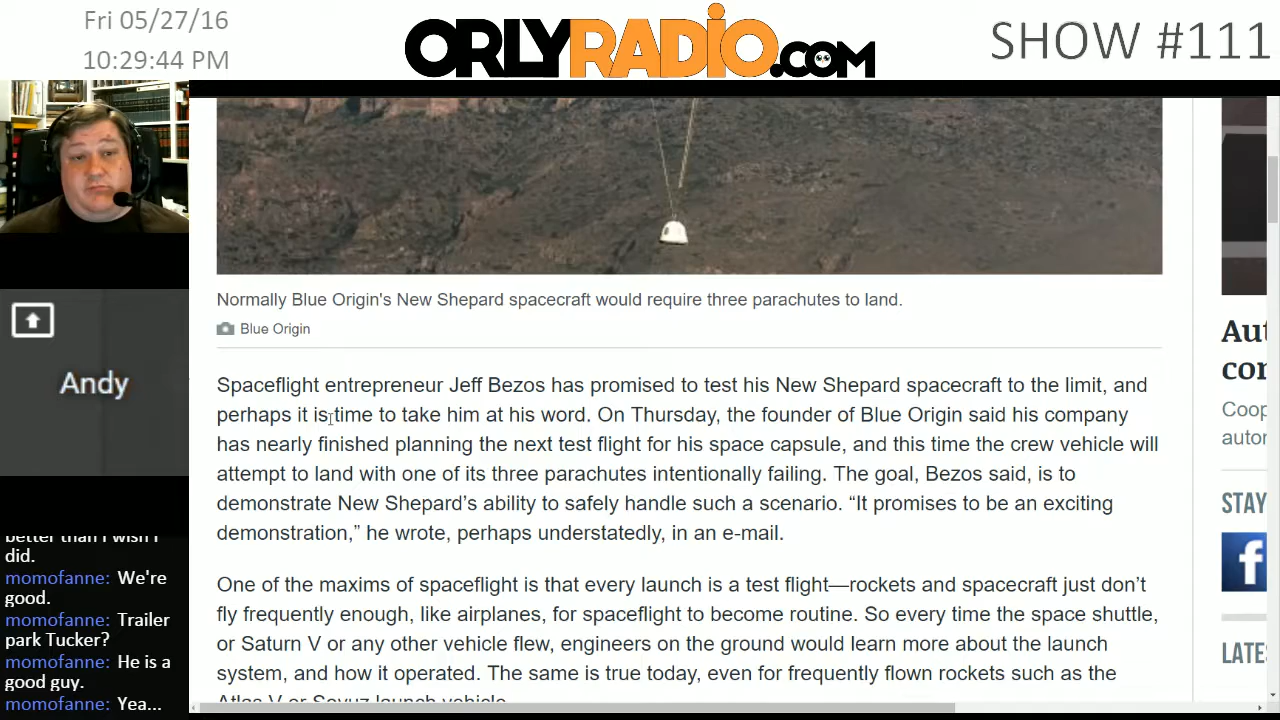 Fri 05/27/16
10:29:44 PM
ORLYRADIO.COM
SHOW #111
Normally Blue Origin's New Shepard spacecraft would require three parachutes to land.
Blue Origin
Spaceflight entrepreneur Jeff Bezos has promised to test his New Shepard spacecraft to the limit, and
perhaps it is time to take him at his word. On Thursday, the founder of Blue Origin said his company
has nearly finished planning the next test flight for his space capsule, and this time the crew vehicle will
attempt to land with one of its three parachutes intentionally failing. The goal, Bezos said, is to
demonstrate New Shepard’s ability to safely handle such a scenario. “It promises to be an exciting
demonstration,” he wrote, perhaps understatedly, in an e-mail.
One of the maxims of spaceflight is that every launch is a test flight—rockets and spacecraft just don’t
fly frequently enough, like airplanes, for spaceflight to become routine. So every time the space shuttle,
or Saturn V or any other vehicle flew, engineers on the ground would learn more about the launch
system, and how it operated. The same is true today, even for frequently flown rockets such as the
Atlas V or Soyuz launch vehicle.
Andy
better than I wish I
did.
momofanne: We're
good.
momofanne: Trailer
park Tucker?
momofanne: He is a
good guy.
momofanne: Yea...
Aut
con
Coop
auton
STAY
f
LATE